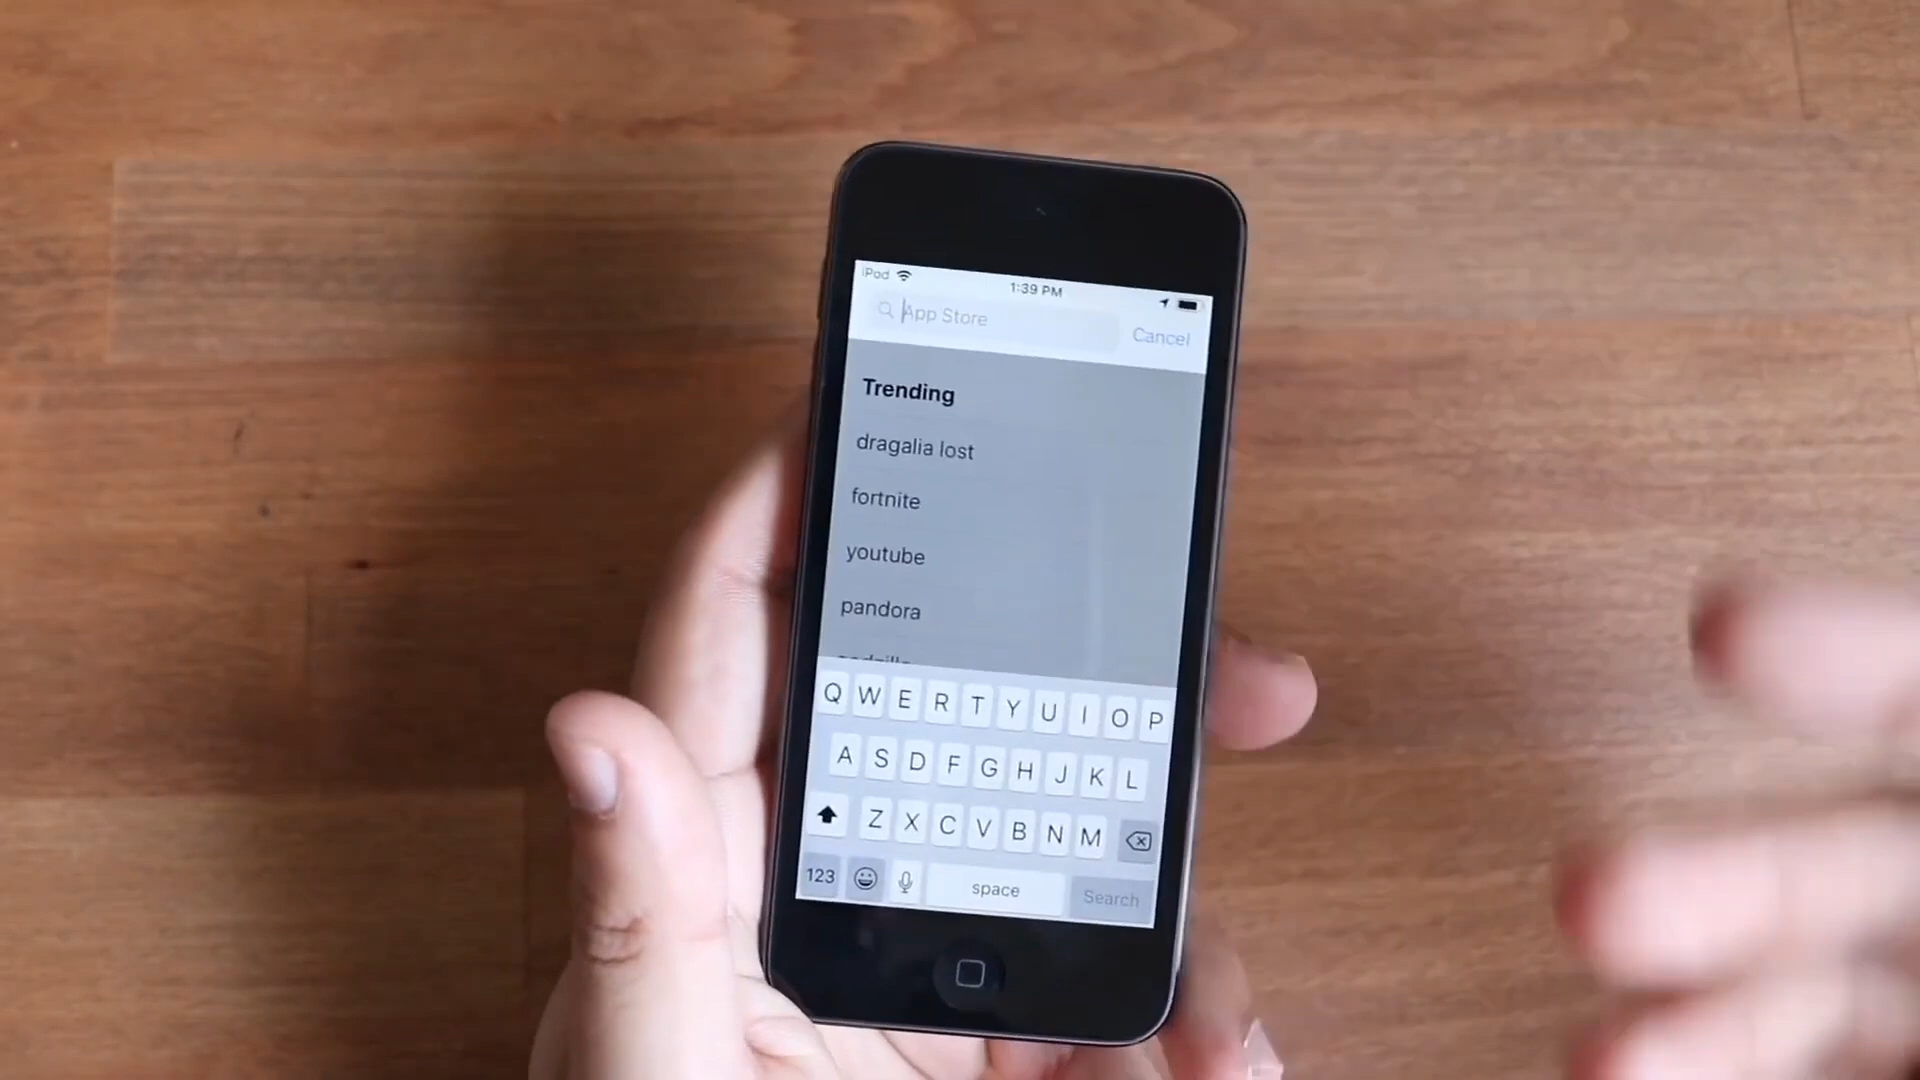 iPod
1:39 PM
App Store
Cancel
Trending
dragalia lost
fortnite
youtube
pandora
Q W E R T Y U I O P
A S D F G H J K L
Z X C V B N M
123
space
Search